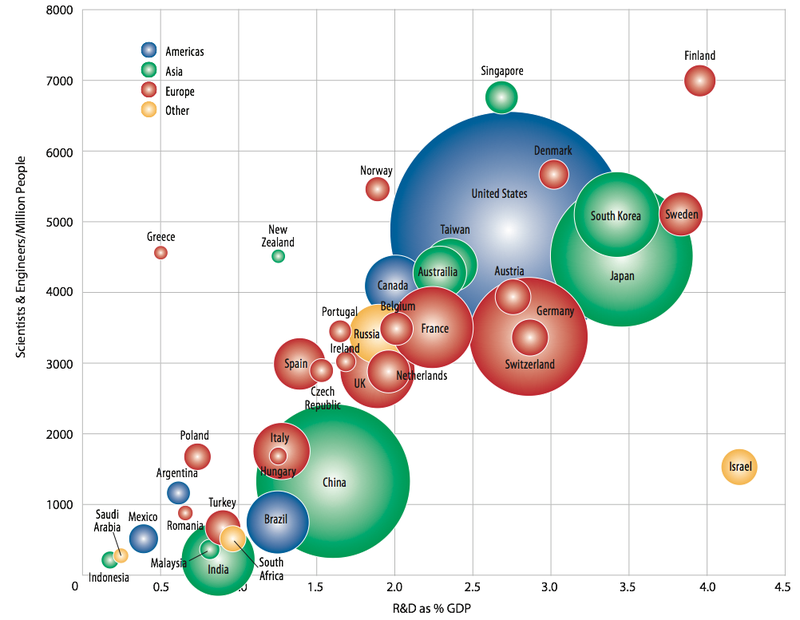 8000
7000
6000
5000
4000
3000
2000
1000
0
0.5
.0
1.5
2.0
2.5
3.0
3.5
4.0
4.5
Scientists & Engineers/Million People
R&D as % GDP
Americas
Asia
Europe
Other
Finland
Singapore
Denmark
Norway
United States
South Korea
Sweden
Greece
New
Zealand
Taiwan
Austrailia
Canada
Austria
Japan
Belgium
Portugal
Russia
France
Germany
Ireland
Spain
UK
Netherlands
Switzerland
Czech
Republic
Poland
Italy
Hungary
China
Israel
Argentina
Saudi
Arabia
Mexico
Romania
Turkey
Brazil
Malaysia
India
South
Africa
Indonesia